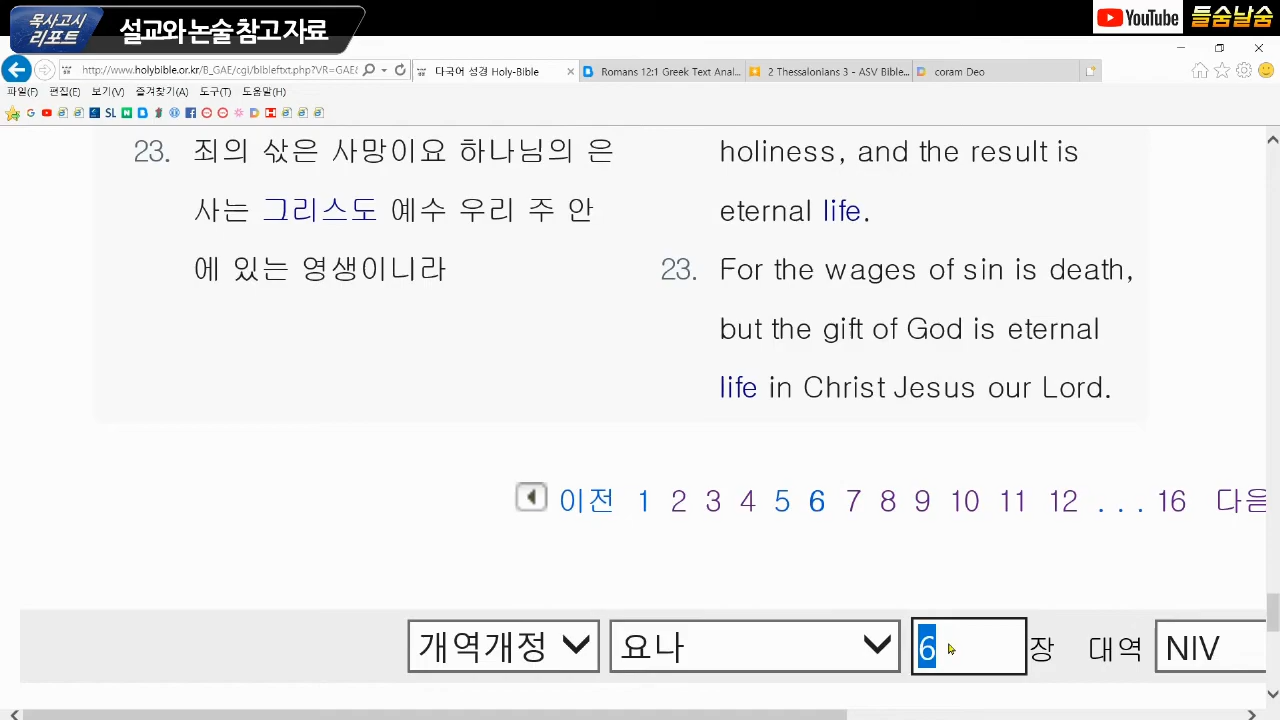 목사고시
리포트
설교와 논술 참고 자료
YouTube 들숨날숨
http://www.holybible.or.kr/B_GAE/cgi/bibleftxt.php?VR=GAE
다국어 성경 Holy-Bible
Romans 12:1 Greek Text Anal...
2 Thessalonians 3 - ASV Bible...
coram Deo
파일(F) 편집(E) 보기(V) 즐겨찾기(A) 도구(T) 도움말(H)
23. 죄의 삯은 사망이요 하나님의 은
사는 그리스도 예수 우리 주 안
에 있는 영생이니라
holiness, and the result is
eternal life.
23. For the wages of sin is death,
but the gift of God is eternal
life in Christ Jesus our Lord.
이전 1 2 3 4 5 6 7 8 9 10 11 12 . . . 16 다음
개역개정 요나 6 장 대역 NIV